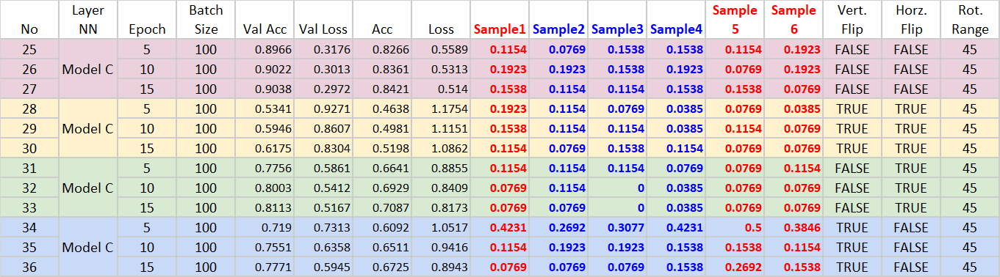 No Layer NN Epoch Batch Size Val Acc Val Loss Acc Loss Sample1 Sample2 Sample3 Sample4 Sample 5 Sample 6 Vert. Flip Horz. Flip Rot. Range
25 5 100 0.8966 0.3176 0.8266 0.5589 0.1154 0.0769 0.1538 0.1538 0.1154 0.1923 FALSE FALSE 45
26 Model C 10 100 0.9022 0.3013 0.8361 0.5313 0.1923 0.1923 0.1538 0.1923 0.0769 0.1923 FALSE FALSE 45
27 15 100 0.9038 0.2972 0.8421 0.514 0.1538 0.1154 0.1154 0.1538 0.1538 0.0769 FALSE FALSE 45
28 5 100 0.5341 0.9271 0.4638 1.1754 0.1923 0.1154 0.0769 0.0385 0.0769 0.0385 TRUE TRUE 45
29 Model C 10 100 0.5946 0.8607 0.4981 1.1151 0.1538 0.1154 0.1154 0.0385 0.1154 0.0769 TRUE TRUE 45
30 15 100 0.6175 0.8304 0.5198 1.0862 0.1154 0.0769 0.1538 0.1154 0.0769 0.0769 TRUE TRUE 45
31 5 100 0.7756 0.5861 0.6641 0.8855 0.1154 0.1154 0.1154 0.0769 0.0769 0.1154 FALSE TRUE 45
32 Model C 10 100 0.8003 0.5412 0.6929 0.8409 0.0769 0.1154 0 0.0385 0.0769 0.0769 FALSE TRUE 45
33 15 100 0.8113 0.5167 0.7087 0.8173 0.0769 0.0769 0 0.0385 0.0769 0.0769 FALSE TRUE 45
34 5 100 0.719 0.7313 0.6092 1.0517 0.4231 0.2692 0.3077 0.4231 0.5 0.3846 TRUE FALSE 45
35 Model C 10 100 0.7551 0.6358 0.6511 0.9416 0.1154 0.1923 0.1923 0.1538 0.1538 0.1154 TRUE FALSE 45
36 15 100 0.7771 0.5945 0.6725 0.8943 0.0769 0.0769 0.0769 0.1538 0.2692 0.1538 TRUE FALSE 45